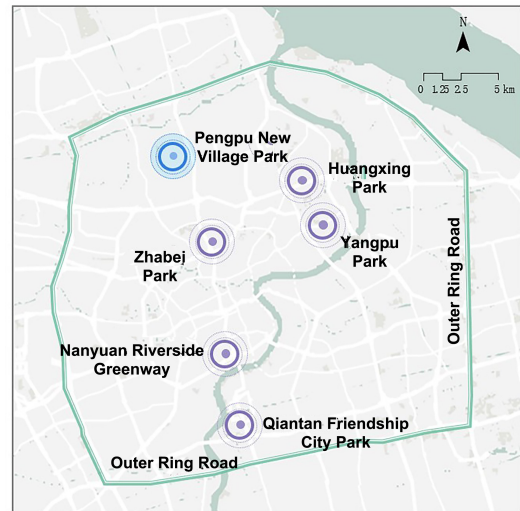 N
0 1.25 2.5 5 km
Pengpu New
Village Park
Huangxing
Park
Yangpu
Park
Zhabei
Park
Outer Ring Road
Nanyuan Riverside
Greenway
Qiantan Friendship
City Park
Outer Ring Road